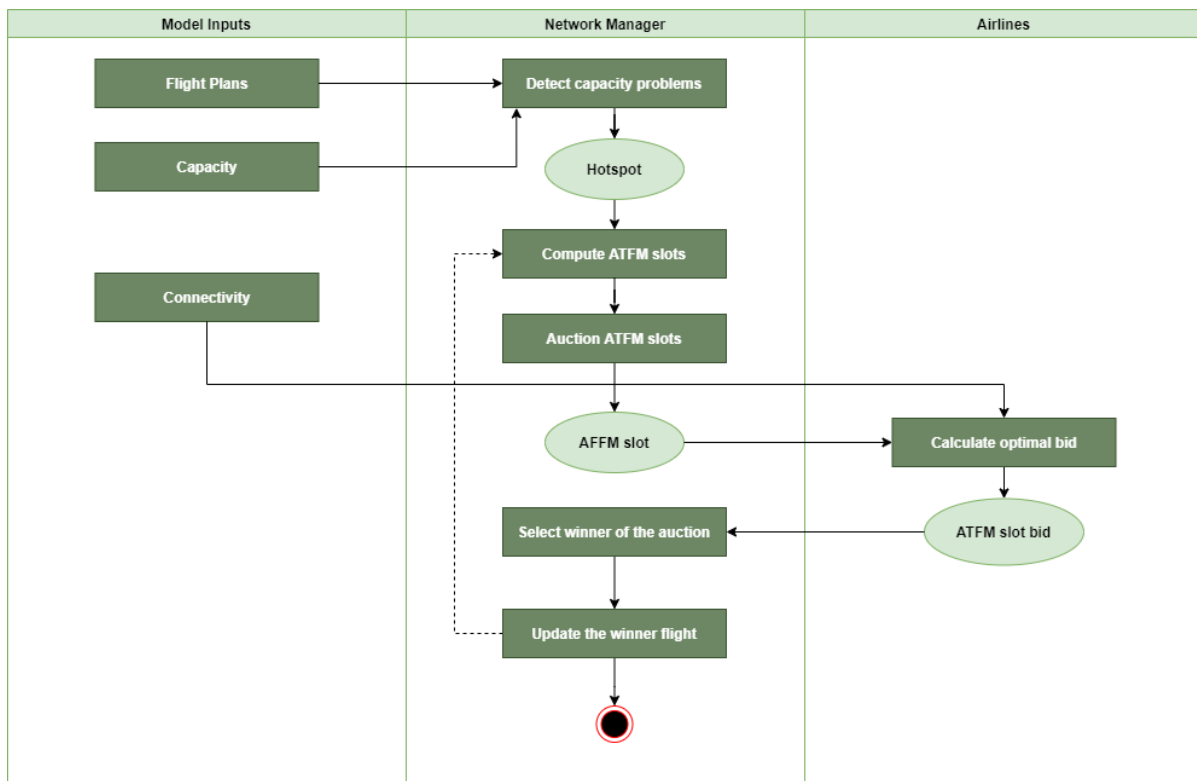 Model Inputs
Network Manager
Airlines
Flight Plans
Detect capacity problems
Capacity
Hotspot
Compute ATFM slots
Connectivity
Auction ATFM slots
AFFM slot
Calculate optimal bid
Select winner of the auction
ATFM slot bid
Update the winner flight